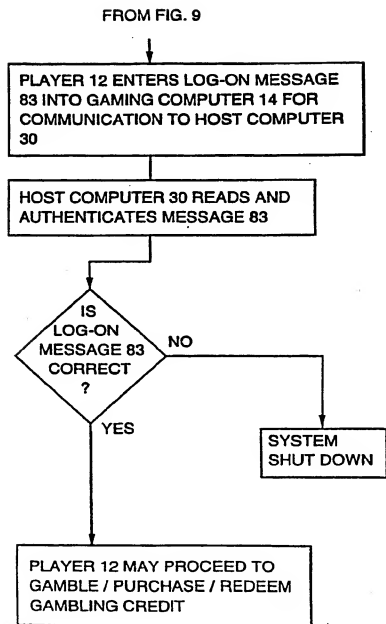 FROM FIG. 9
PLAYER 12 ENTERS LOG-ON MESSAGE
83 INTO GAMING COMPUTER 14 FOR
COMMUNICATION TO HOST COMPUTER
30
HOST COMPUTER 30 READS AND
AUTHENTICATES MESSAGE 83
IS
LOG-ON
MESSAGE 83
CORRECT
?
NO
YES
SYSTEM
SHUT DOWN
PLAYER 12 MAY PROCEED TO
GAMBLE / PURCHASE / REDEEM
GAMBLING CREDIT